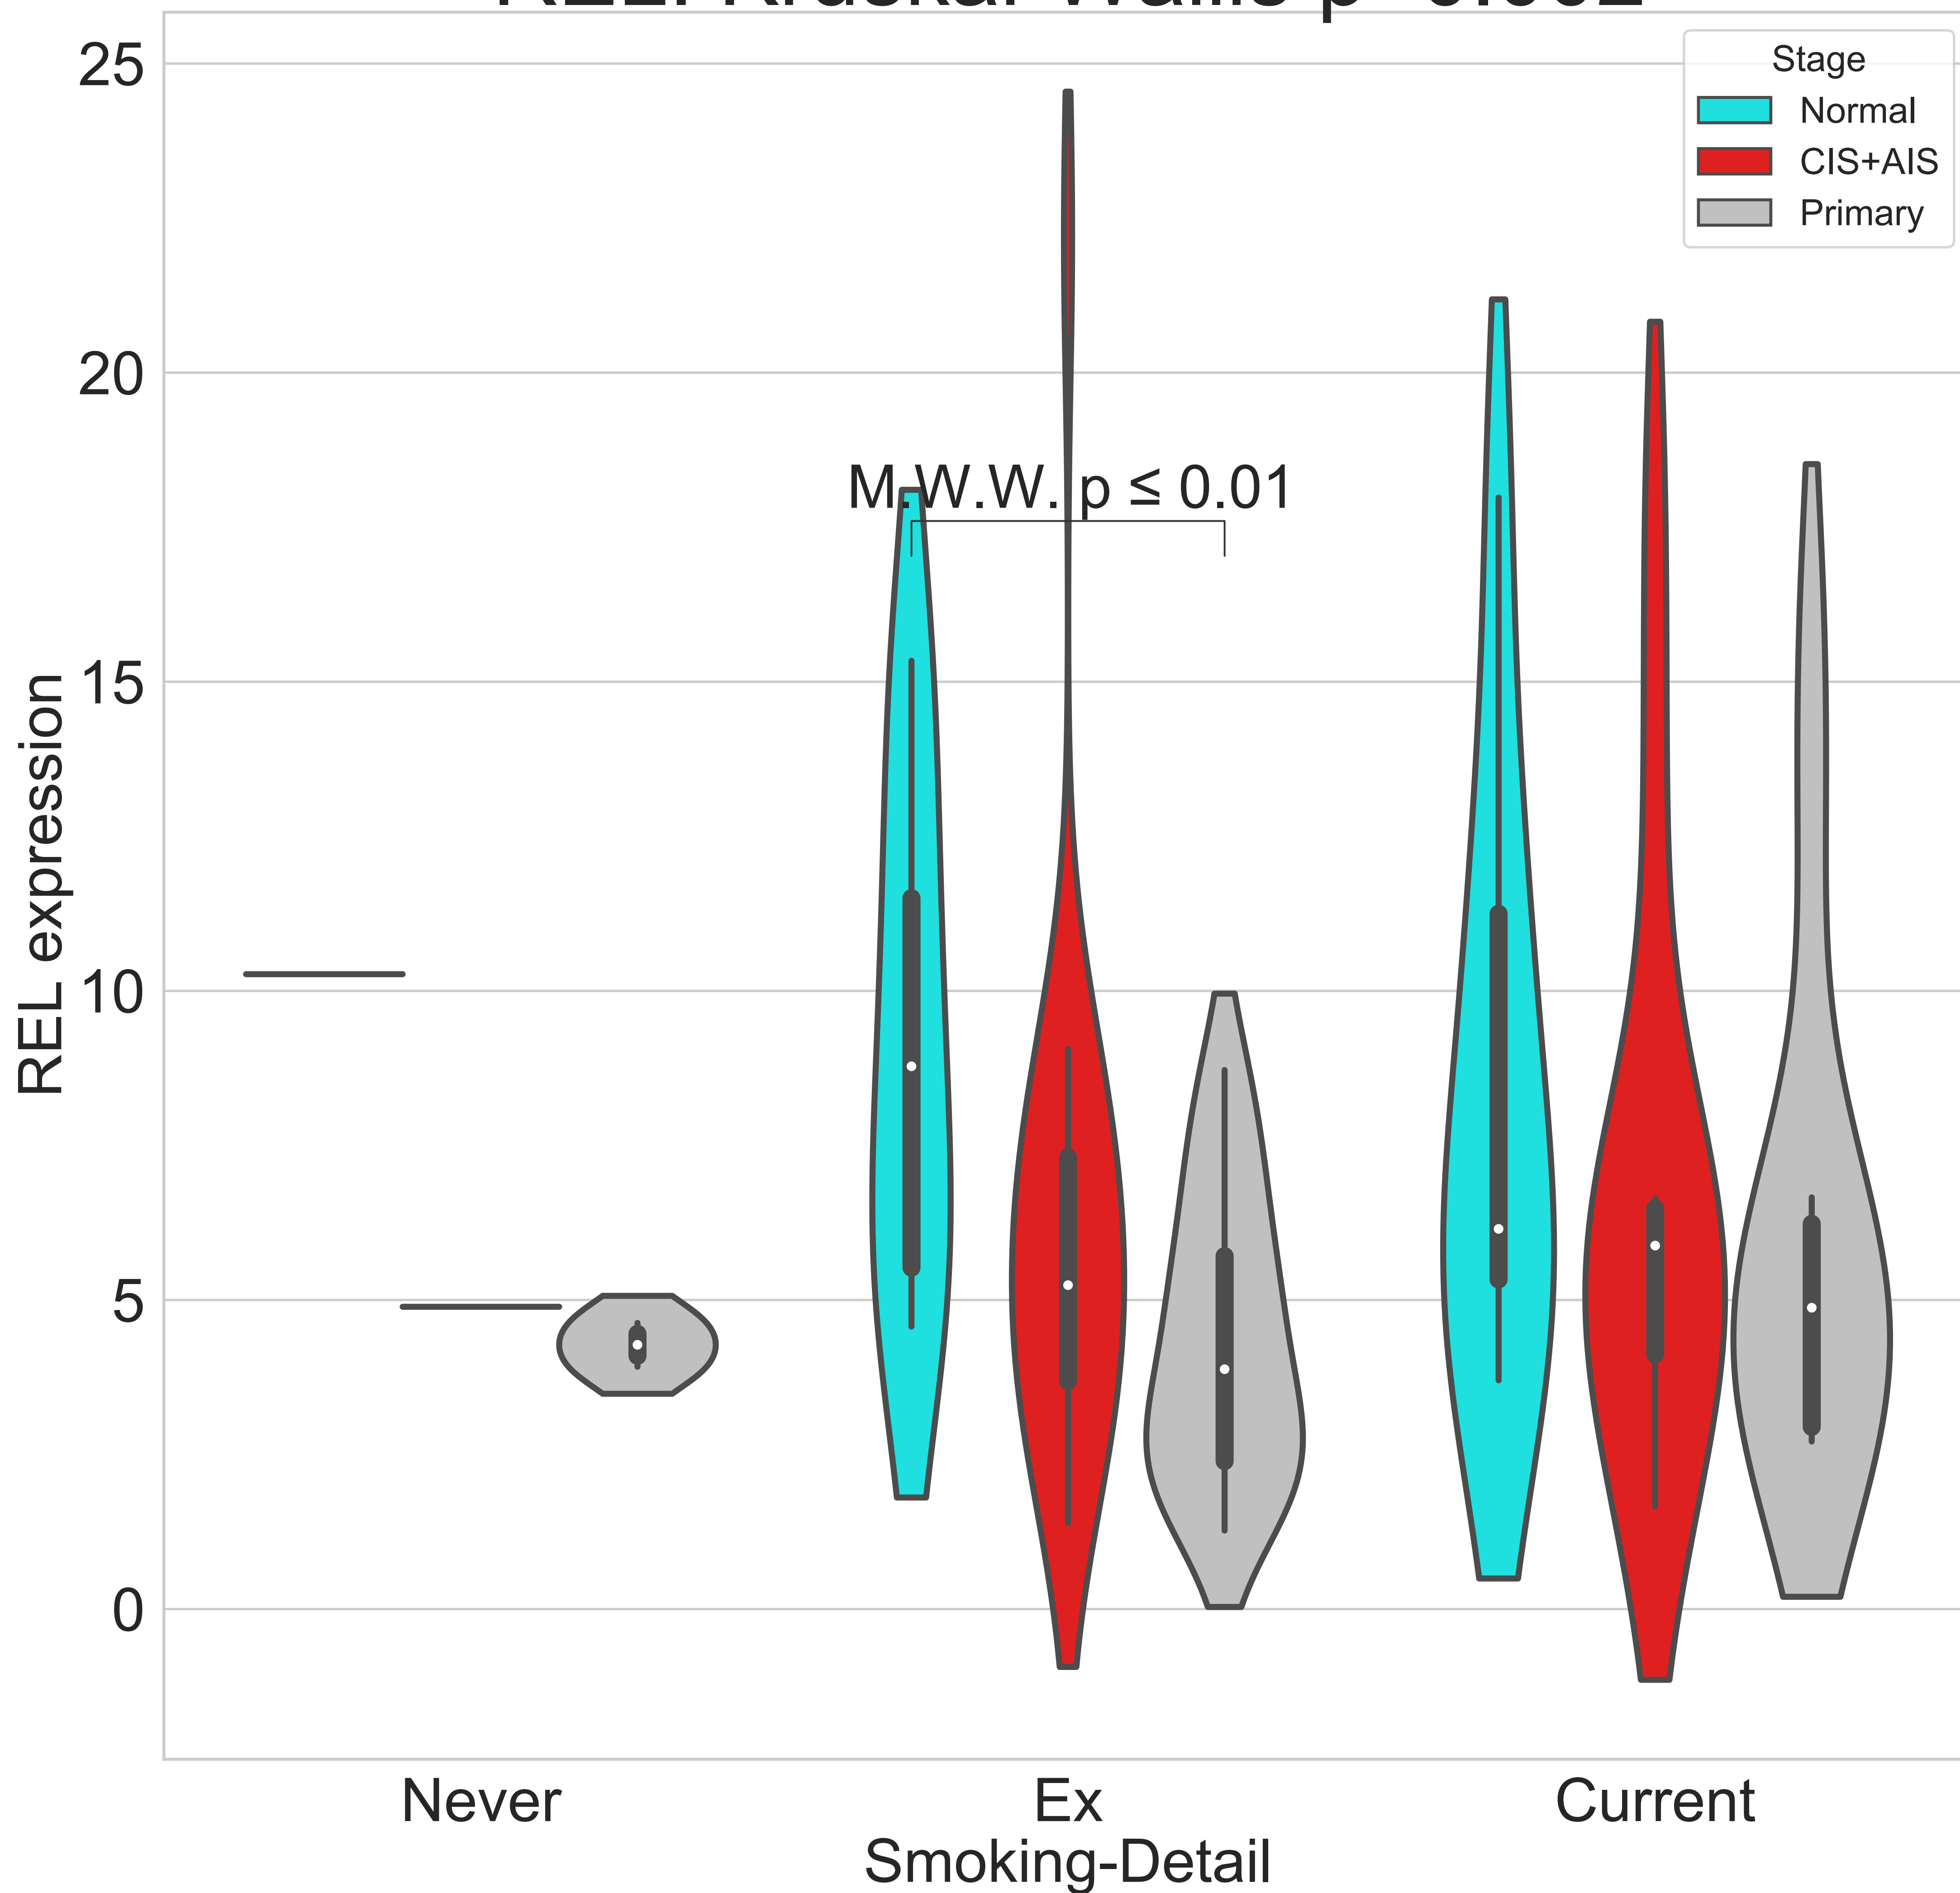 25
20
15
10
5
0
REL expression
Stage
Normal
CIS+AIS
Primary
M.W.W. p ≤ 0.01
Never
Ex
Current
Smoking-Detail